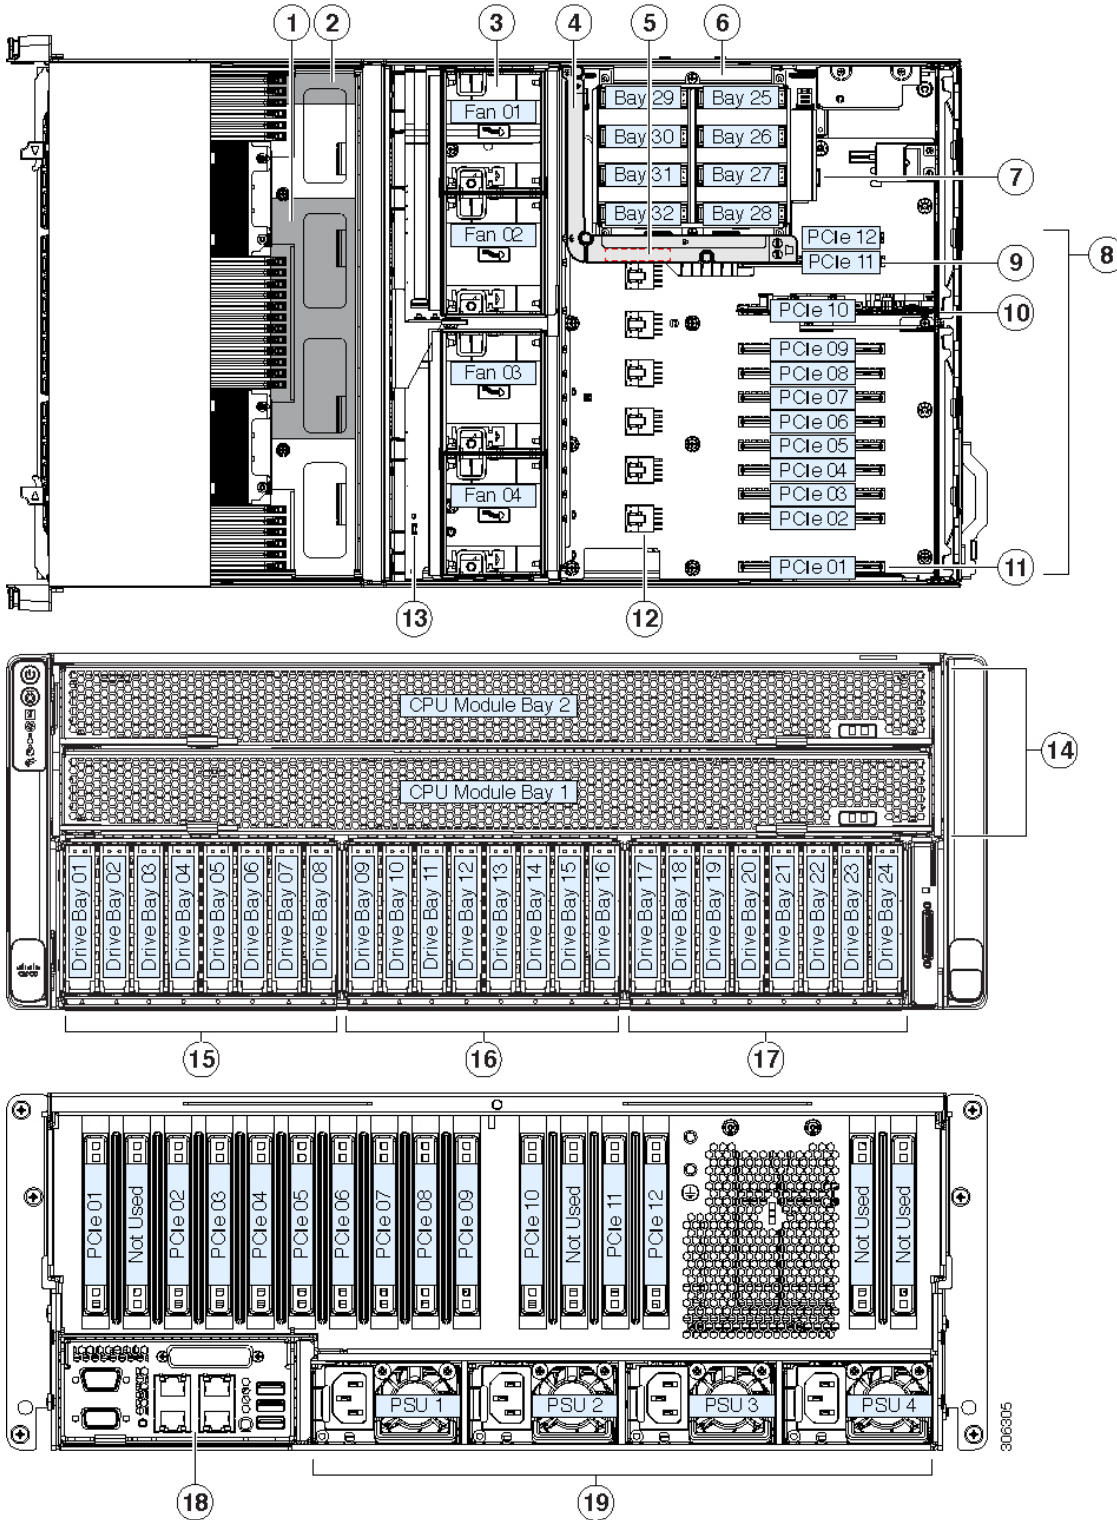 1 2 3 4 5 6
Fan 01
Bay 29 Bay 25
Bay 30 Bay 26
Bay 31 Bay 27
7
Bay 32 Bay 28
Fan 02
PCIe 12
8
PCIe 11
9
PCIe 10
10
PCIe 09
Fan 03
PCIe 08
PCIe 07
PCIe 06
PCIe 05
PCIe 04
Fan 04
PCIe 03
PCIe 02
PCIe 01
11
13
12
CPU Module Bay 2
14
CPU Module Bay 1
Drive Bay 01
Drive Bay 02
Drive Bay 03
Drive Bay 04
Drive Bay 05
Drive Bay 06
Drive Bay 07
Drive Bay 08
Drive Bay 09
Drive Bay 10
Drive Bay 11
Drive Bay 12
Drive Bay 13
Drive Bay 14
Drive Bay 15
Drive Bay 16
Drive Bay 17
Drive Bay 18
Drive Bay 19
Drive Bay 20
Drive Bay 21
Drive Bay 22
Drive Bay 23
Drive Bay 24
CISCO
15 16 17
PCIe 01
Not Used
PCIe 02
PCIe 03
PCIe 04
PCIe 05
PCIe 06
PCIe 07
PCIe 08
PCIe 09
PCIe 10
Not Used
PCIe 11
PCIe 12
Not Used
Not Used
PSU 1 PSU 2 PSU 3 PSU 4
306305
18 19